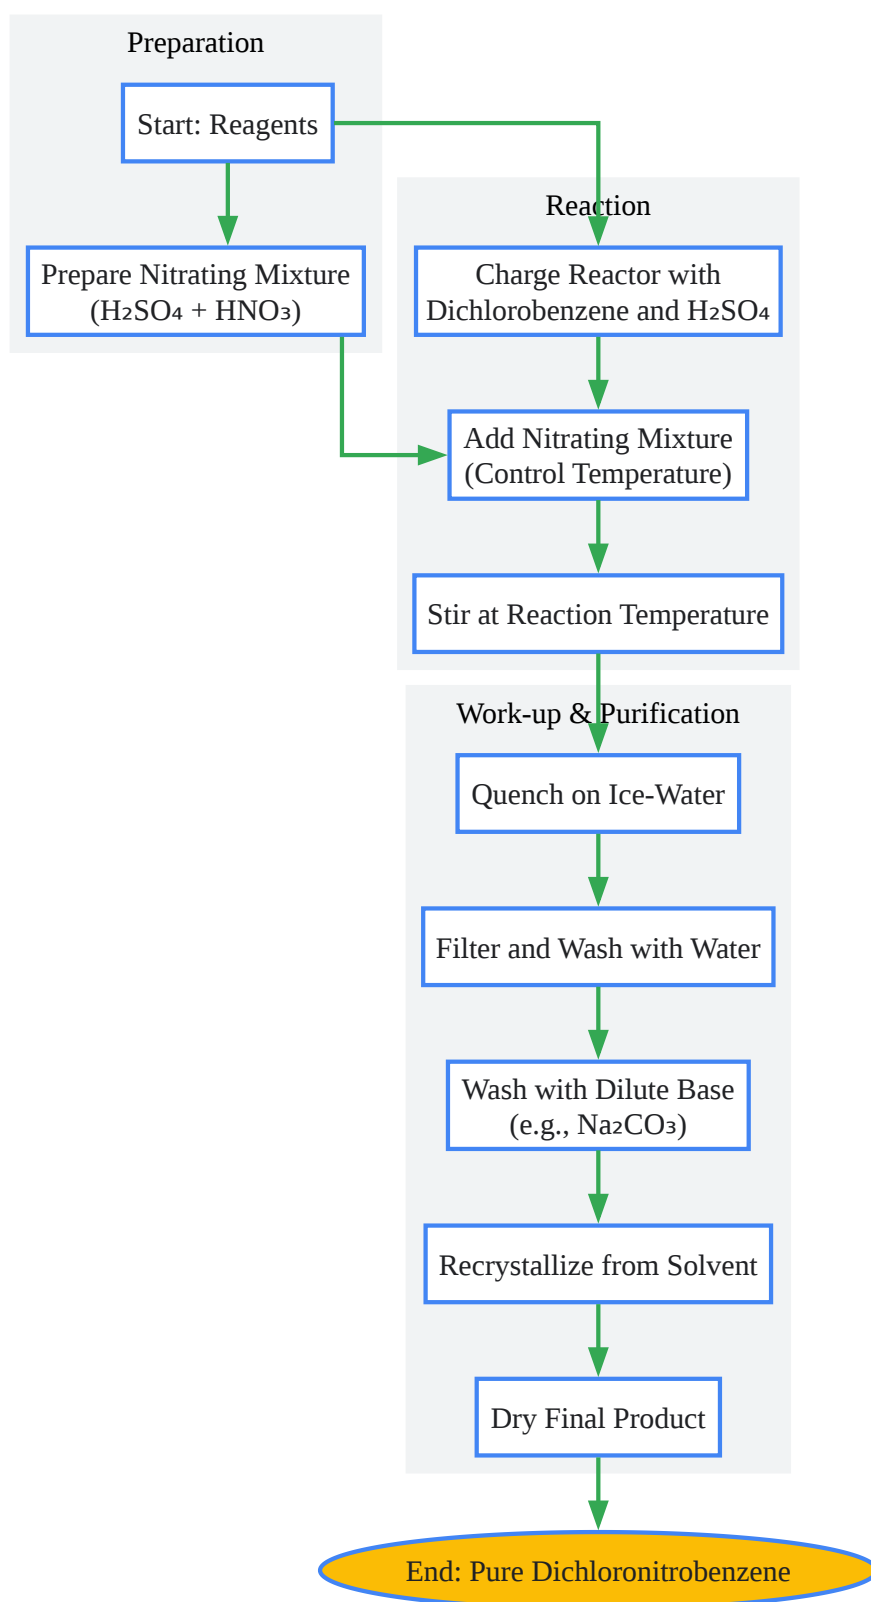 Preparation
Start: Reagents
Prepare Nitrating Mixture
(H₂SO₄ + HNO₃)
Reaction
Charge Reactor with
Dichlorobenzene and H₂SO₄
Add Nitrating Mixture
(Control Temperature)
Stir at Reaction Temperature
Work-up & Purification
Quench on Ice-Water
Filter and Wash with Water
Wash with Dilute Base
(e.g., Na₂CO₃)
Recrystallize from Solvent
Dry Final Product
End: Pure Dichloronitrobenzene